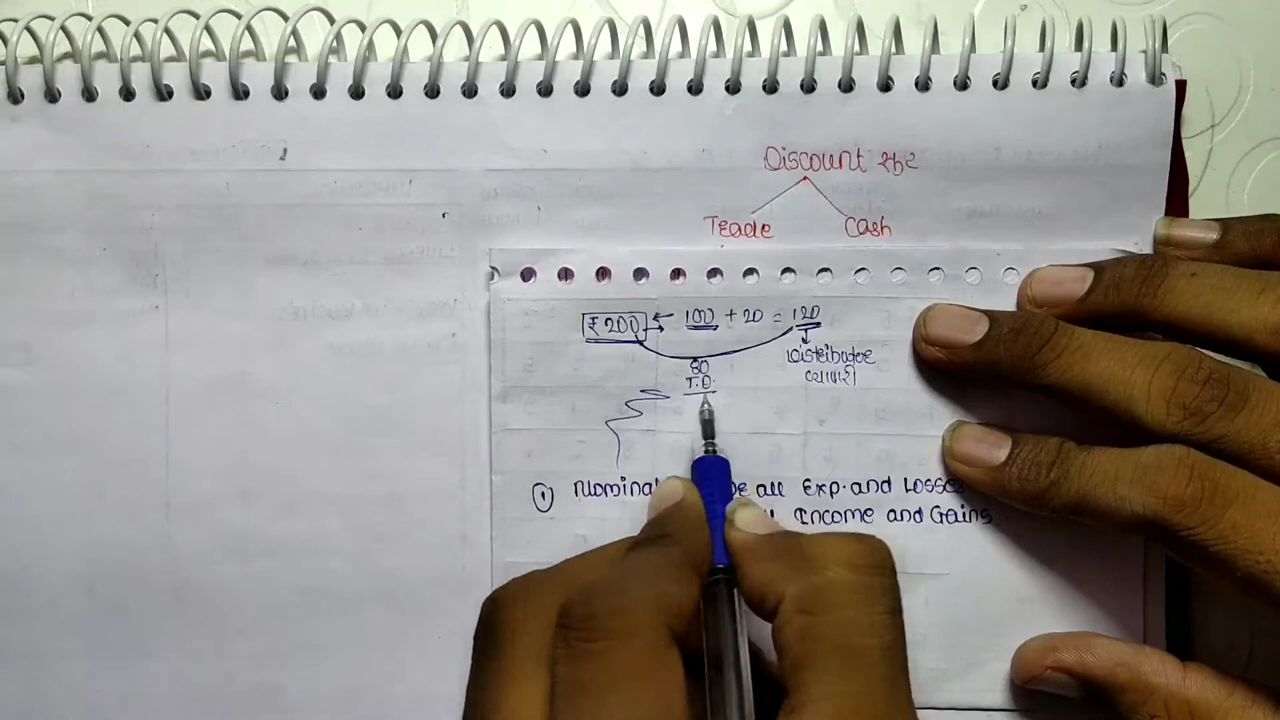 Discount छूट
Trade Cash
₹200 100 + 20 = 120
Distributor
व्यापारी
80
T.D.
① Nominal all Exp. and Losses
Income and Gains